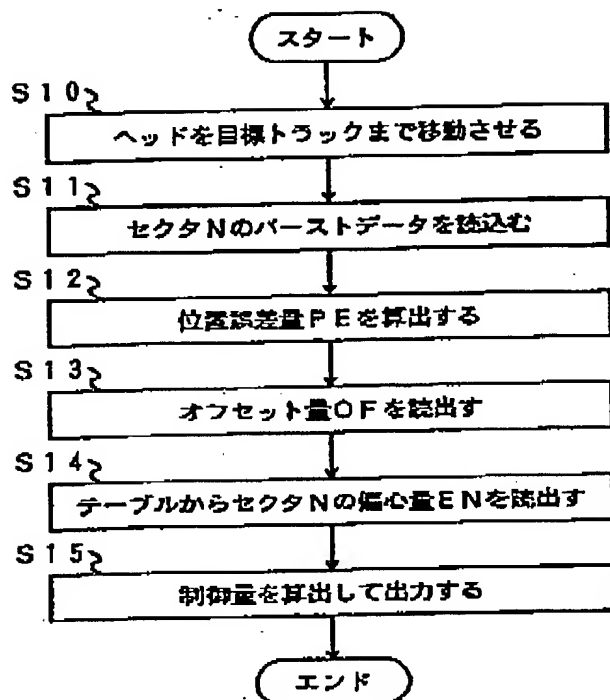 スタート
S10
ヘッドを目標トラックまで移動させる
S11
セクタNのバーストデータを読込む
S12
位置誤差量PEを算出する
S13
オフセット量OFを読出す
S14
テーブルからセクタNの偏心量ENを読出す
S15
制御量を算出して出力する
エンド